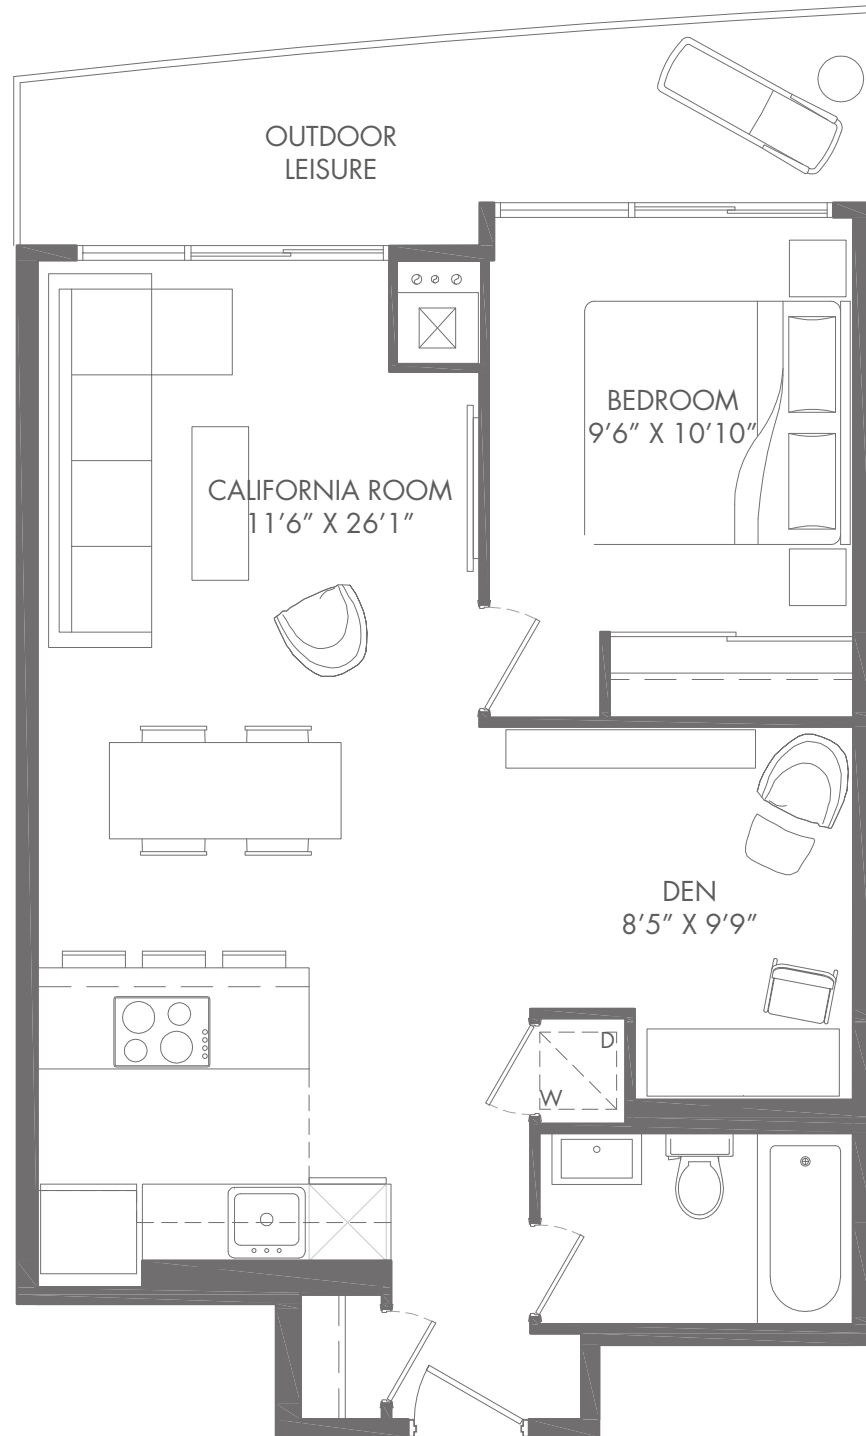 OUTDOOR
LEISURE
BEDROOM
9’6” X 10’10”
CALIFORNIA ROOM
11’6” X 26’1”
DEN
8’5” X 9’9”
D
W